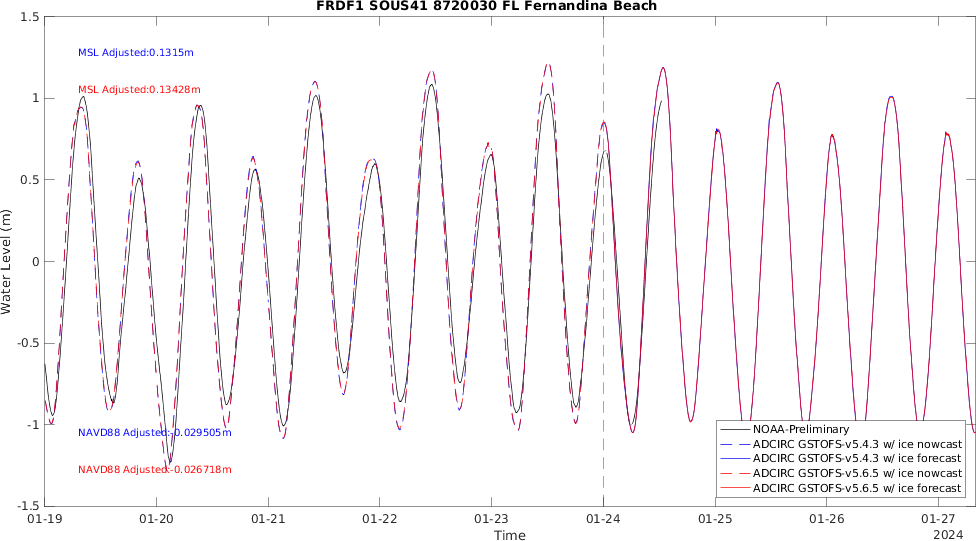 FRDF1 SOUS41 8720030 FL Fernandina Beach
1.5
1
0.5
0
-0.5
-1
-1.5
Water Level (m)
MSL Adjusted:0.1315m
MSL Adjusted:0.13428m
NAVD88 Adjusted:-0.029505m
NAVD88 Adjusted:-0.026718m
NOAA-Preliminary
ADCIRC GSTOFS-v5.4.3 w/ ice nowcast
ADCIRC GSTOFS-v5.4.3 w/ ice forecast
ADCIRC GSTOFS-v5.6.5 w/ ice nowcast
ADCIRC GSTOFS-v5.6.5 w/ ice forecast
01-19 01-20 01-21 01-22 01-23 01-24 01-25 01-26 01-27
Time
2024